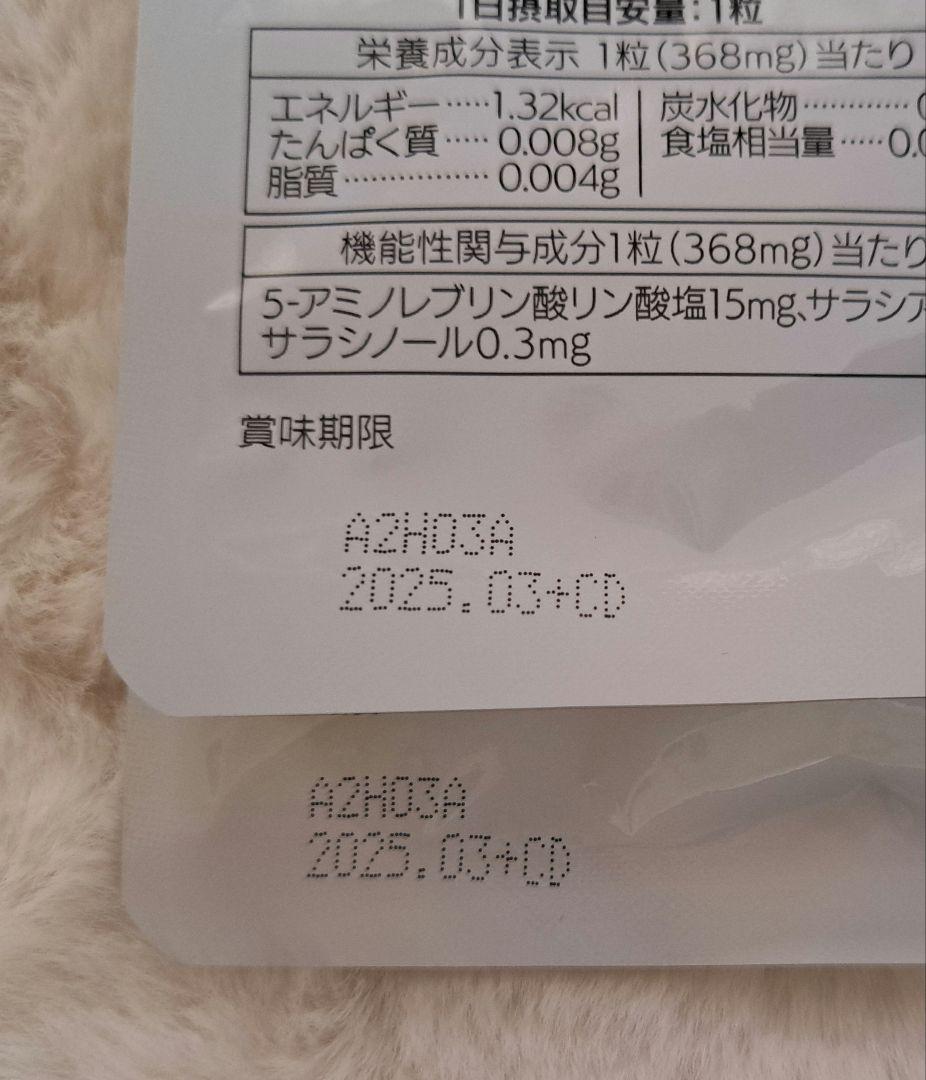 1日摂取目安量：1粒
栄養成分表示 1粒(368mg)当たり
エネルギー……1.32kcal
たんぱく質…… 0.008g
脂質……………… 0.004g
炭水化物…………
食塩相当量……0.
機能性関与成分1粒(368mg)当たり
5-アミノレブリン酸リン酸塩15mg、サラシア
サラシノール0.3mg
賞味期限
A2H03A
2025.03+CD
A2H03A
2025.03+CD